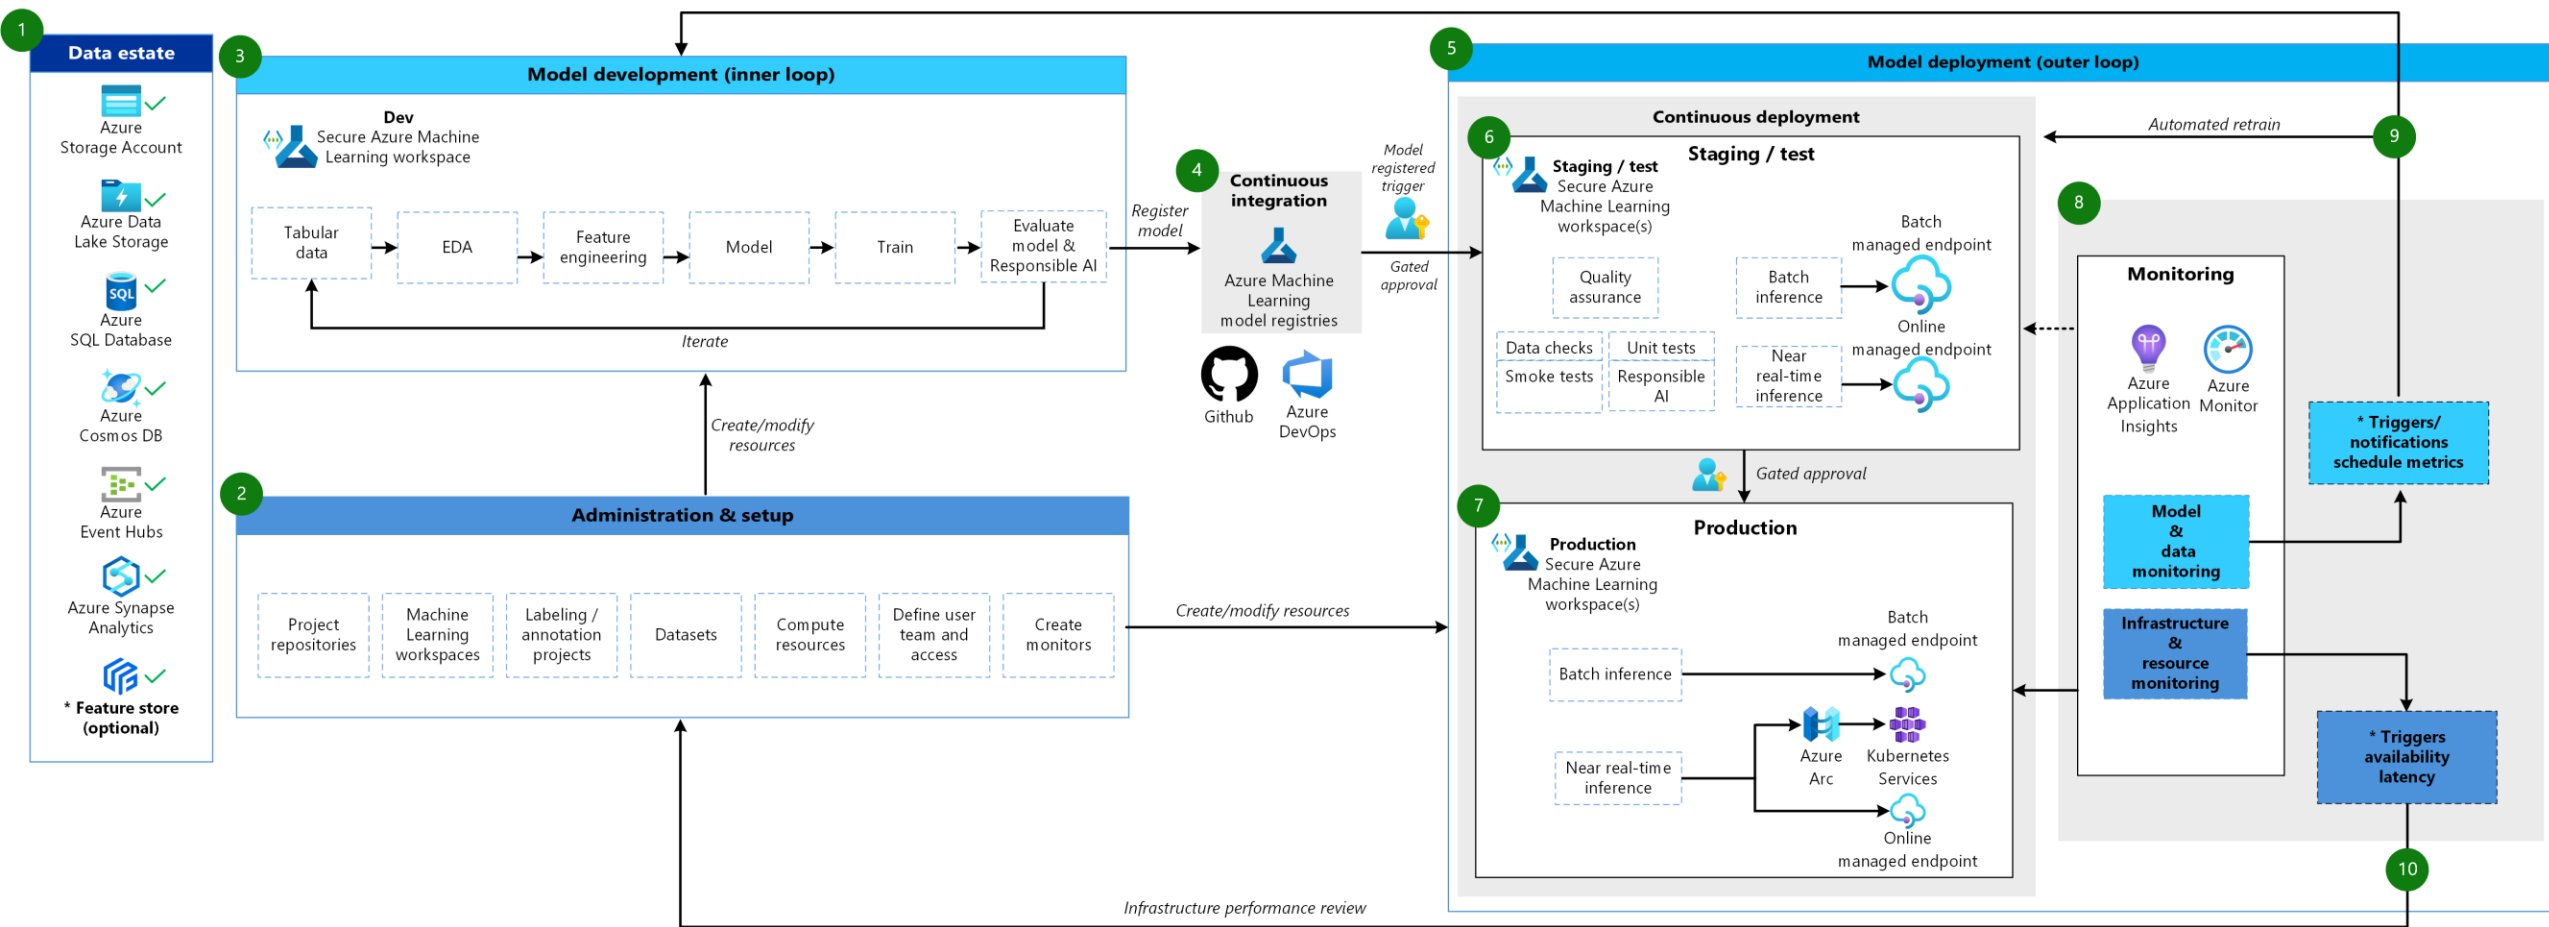 1
Data estate
Azure
Storage Account
Azure Data
Lake Storage
SQL
Azure
SQL Database
Azure
Cosmos DB
Azure
Event Hubs
Azure Synapse
Analytics
* Feature store
(optional)
3
Model development (inner loop)
Dev
Secure Azure Machine
Learning workspace
Tabular
data
EDA
Feature
engineering
Model
Train
Evaluate
model &
Responsible AI
Iterate
Create/modify
resources
2
Administration & setup
Project
repositories
Machine
Learning
workspaces
Labeling /
annotation
projects
Datasets
Compute
resources
Define user
team and
access
Create
monitors
Register
model
4
Continuous
integration
Azure Machine
Learning
model registries
Github
Azure
DevOps
Model
registered
trigger
Gated
approval
Create/modify resources
5
Model deployment (outer loop)
Continuous deployment
6
Staging / test
Staging / test
Secure Azure
Machine Learning
workspace(s)
Quality
assurance
Data checks
Unit tests
Smoke tests
Responsible
AI
Batch
inference
Batch
managed endpoint
Near
real-time
inference
Online
managed endpoint
Gated approval
7
Production
Production
Secure Azure
Machine Learning
workspace(s)
Batch inference
Batch
managed endpoint
Near real-time
inference
Azure
Arc
Kubernetes
Services
Online
managed endpoint
Automated retrain
9
8
Monitoring
Azure
Application
Insights
Azure
Monitor
Model
&
data
monitoring
Infrastructure
&
resource
monitoring
* Triggers/
notifications
schedule metrics
* Triggers
availability
latency
10
Infrastructure performance review